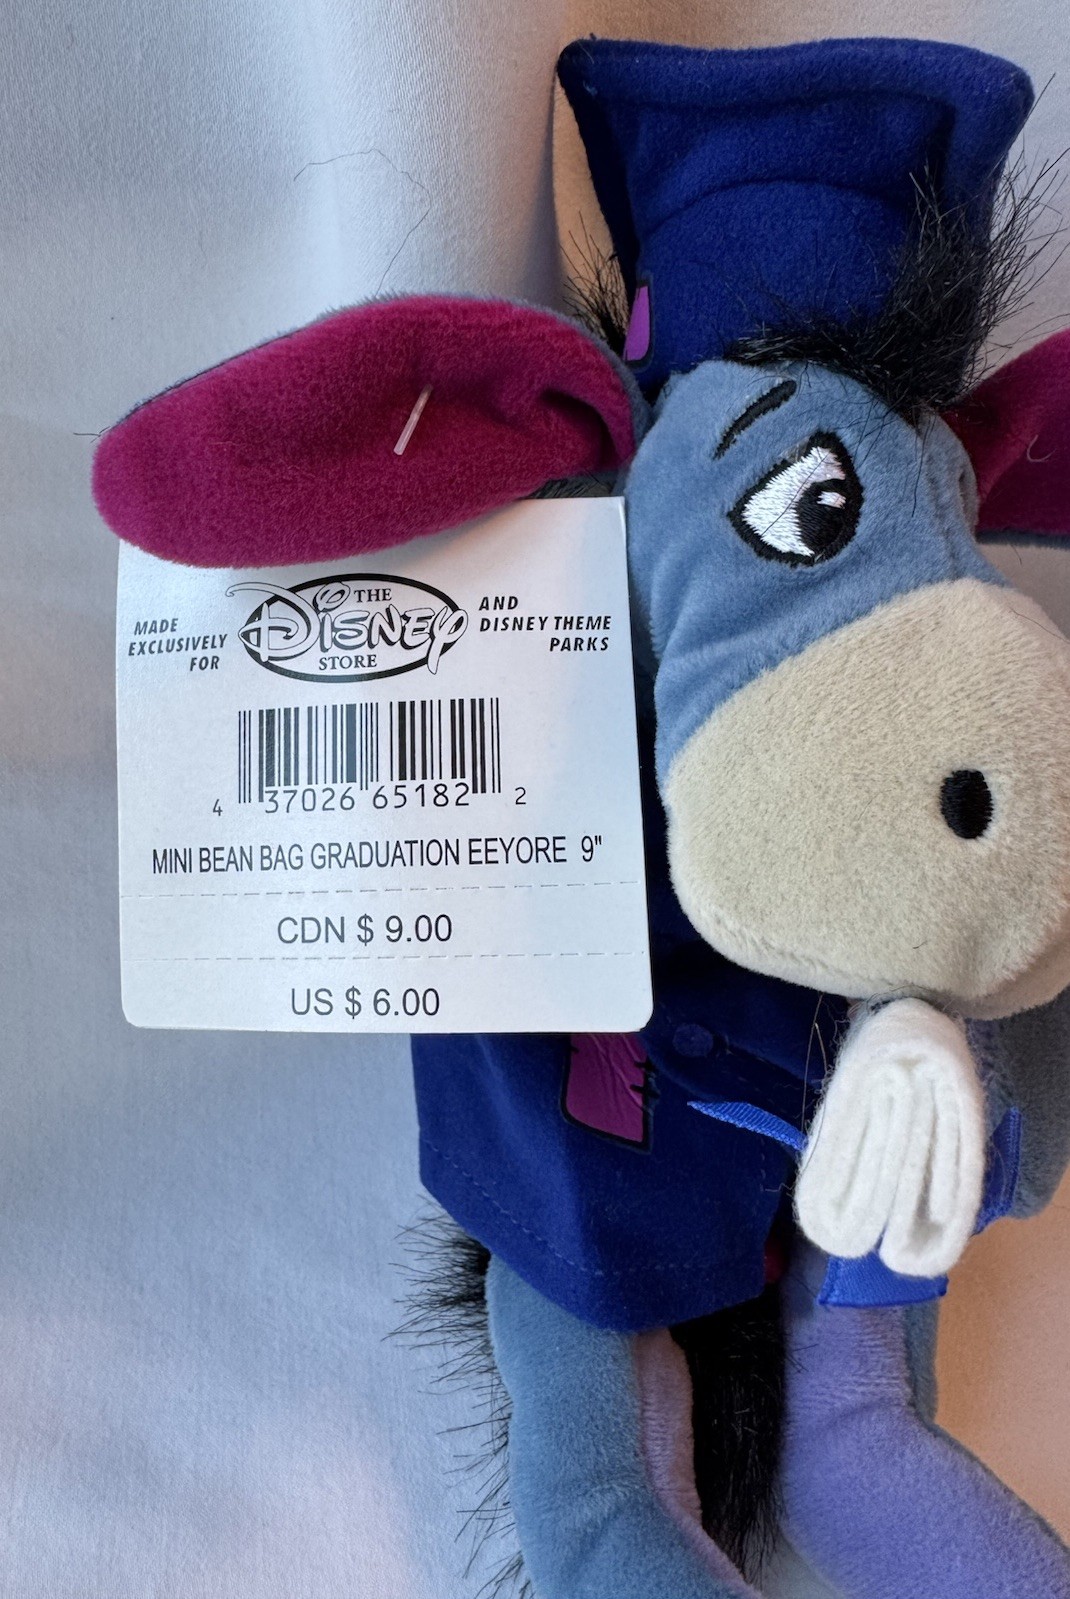 MADE
EXCLUSIVELY
FOR
THE
DISNEY
STORE
AND
DISNEY THEME
PARKS
4 37026 65182 2
MINI BEAN BAG GRADUATION EEYORE 9"
CDN $ 9.00
US $ 6.00